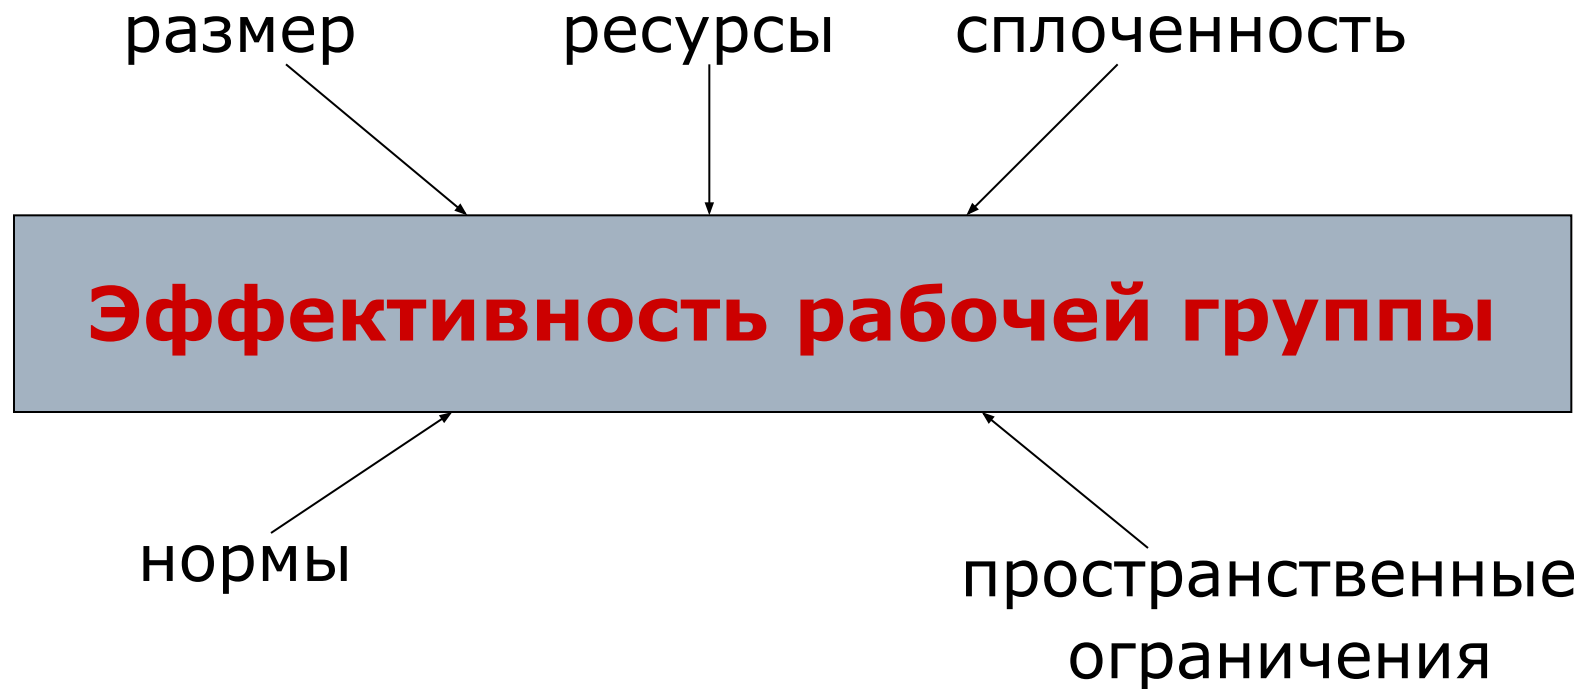 размер
ресурсы
сплоченность
Эффективность рабочей группы
нормы
пространственные
ограничения